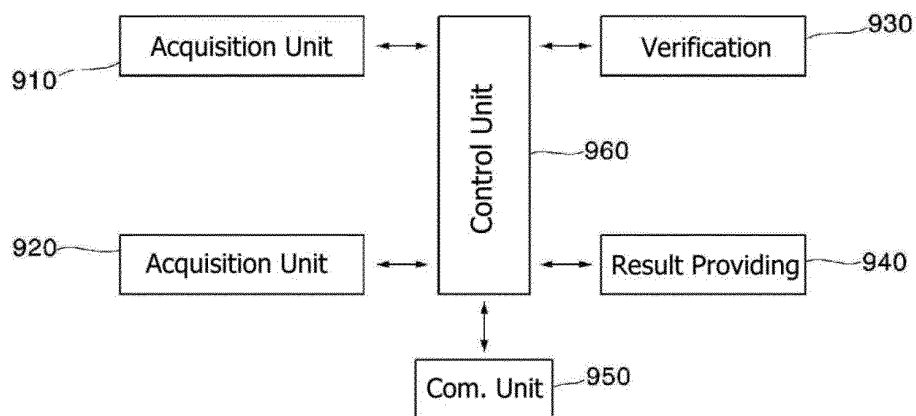 Acquisition Unit
910
Control Unit
960
Verification
930
920
Acquisition Unit
Result Providing
940
Com. Unit
950